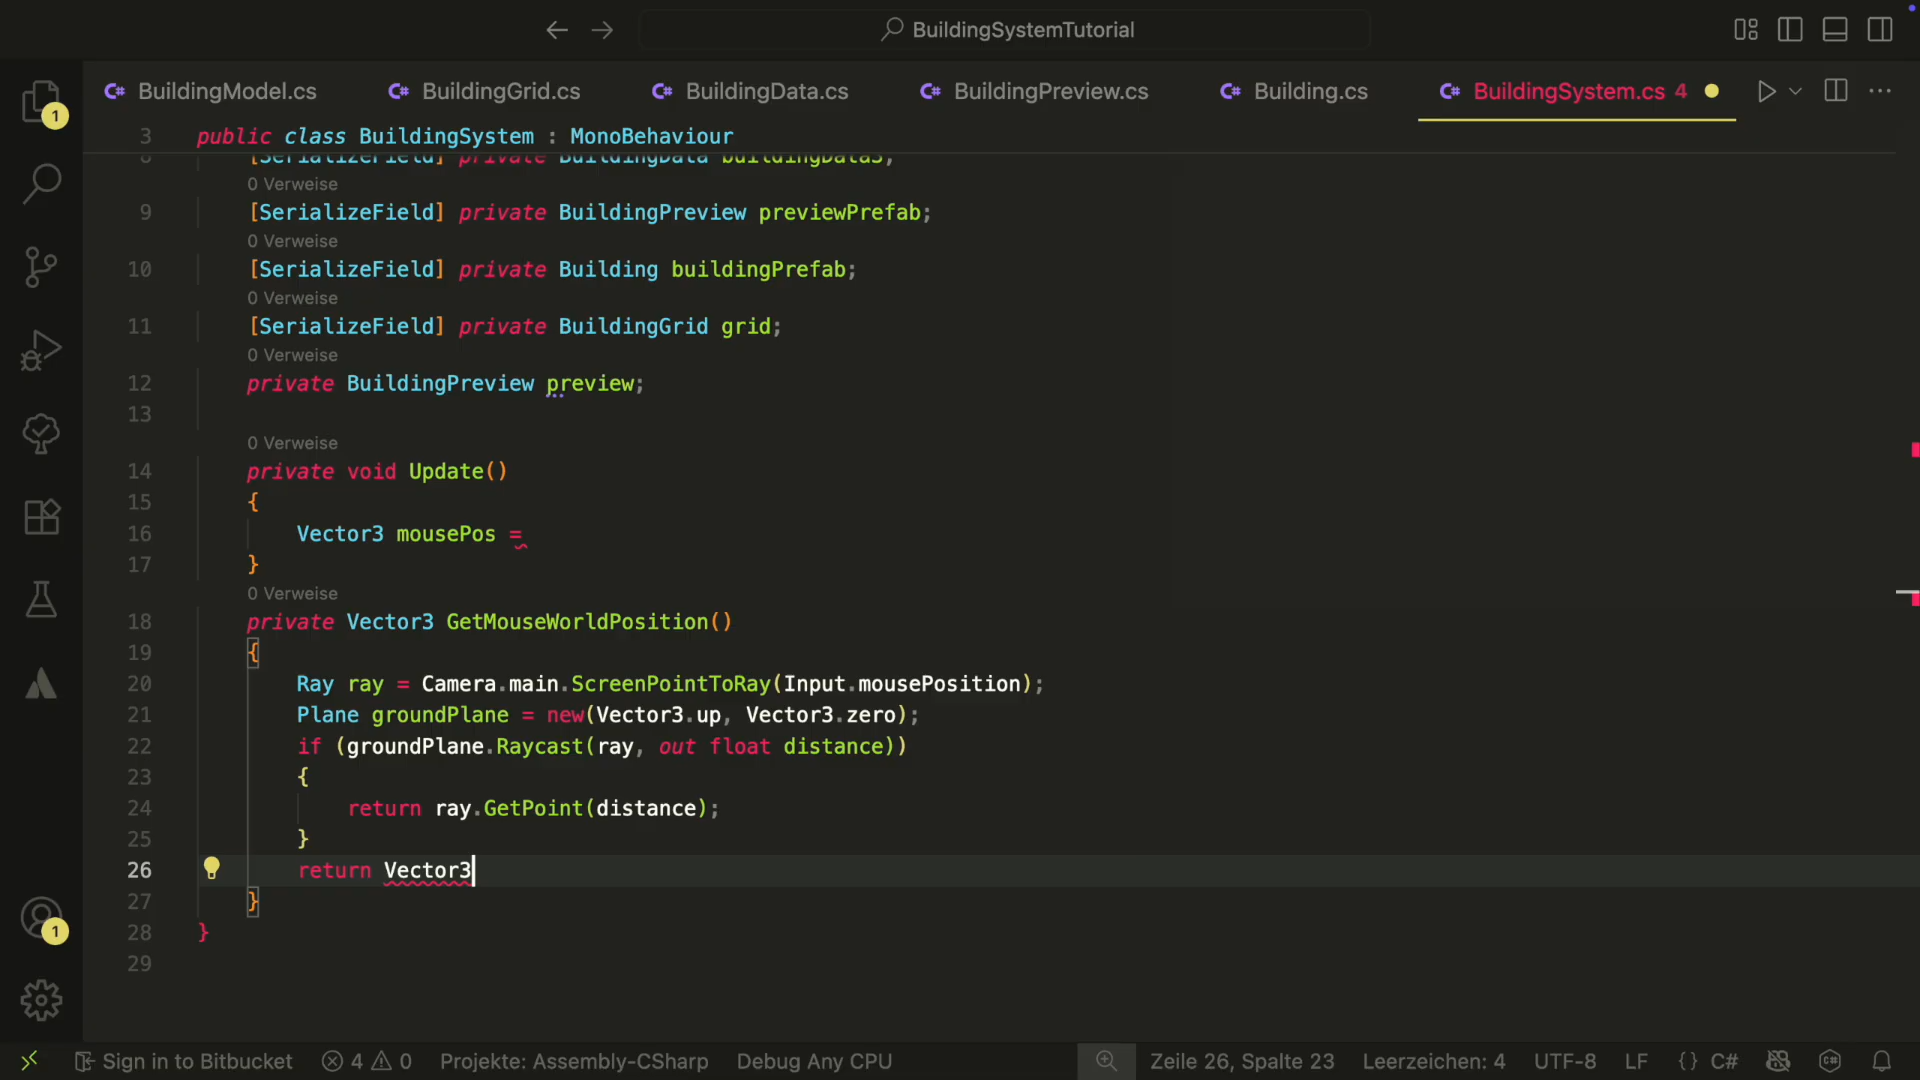 BuildingSystemTutorial
BuildingModel.cs BuildingGrid.cs BuildingData.cs BuildingPreview.cs Building.cs BuildingSystem.cs 4
3 public class BuildingSystem : MonoBehaviour
8 [SerializeField] private BuildingData buildingData3;
0 Verweise
9 [SerializeField] private BuildingPreview previewPrefab;
0 Verweise
10 [SerializeField] private Building buildingPrefab;
0 Verweise
11 [SerializeField] private BuildingGrid grid;
0 Verweise
12 private BuildingPreview preview;
13
0 Verweise
14 private void Update()
15 {
16 Vector3 mousePos =
17 }
0 Verweise
18 private Vector3 GetMouseWorldPosition()
19 {
20 Ray ray = Camera.main.ScreenPointToRay(Input.mousePosition);
21 Plane groundPlane = new(Vector3.up, Vector3.zero);
22 if (groundPlane.Raycast(ray, out float distance))
23 {
24 return ray.GetPoint(distance);
25 }
26 return Vector3
27 }
28 }
29
1
1
Sign in to Bitbucket 4 0 Projekte: Assembly-CSharp Debug Any CPU Zeile 26, Spalte 23 Leerzeichen: 4 UTF-8 LF {} C#